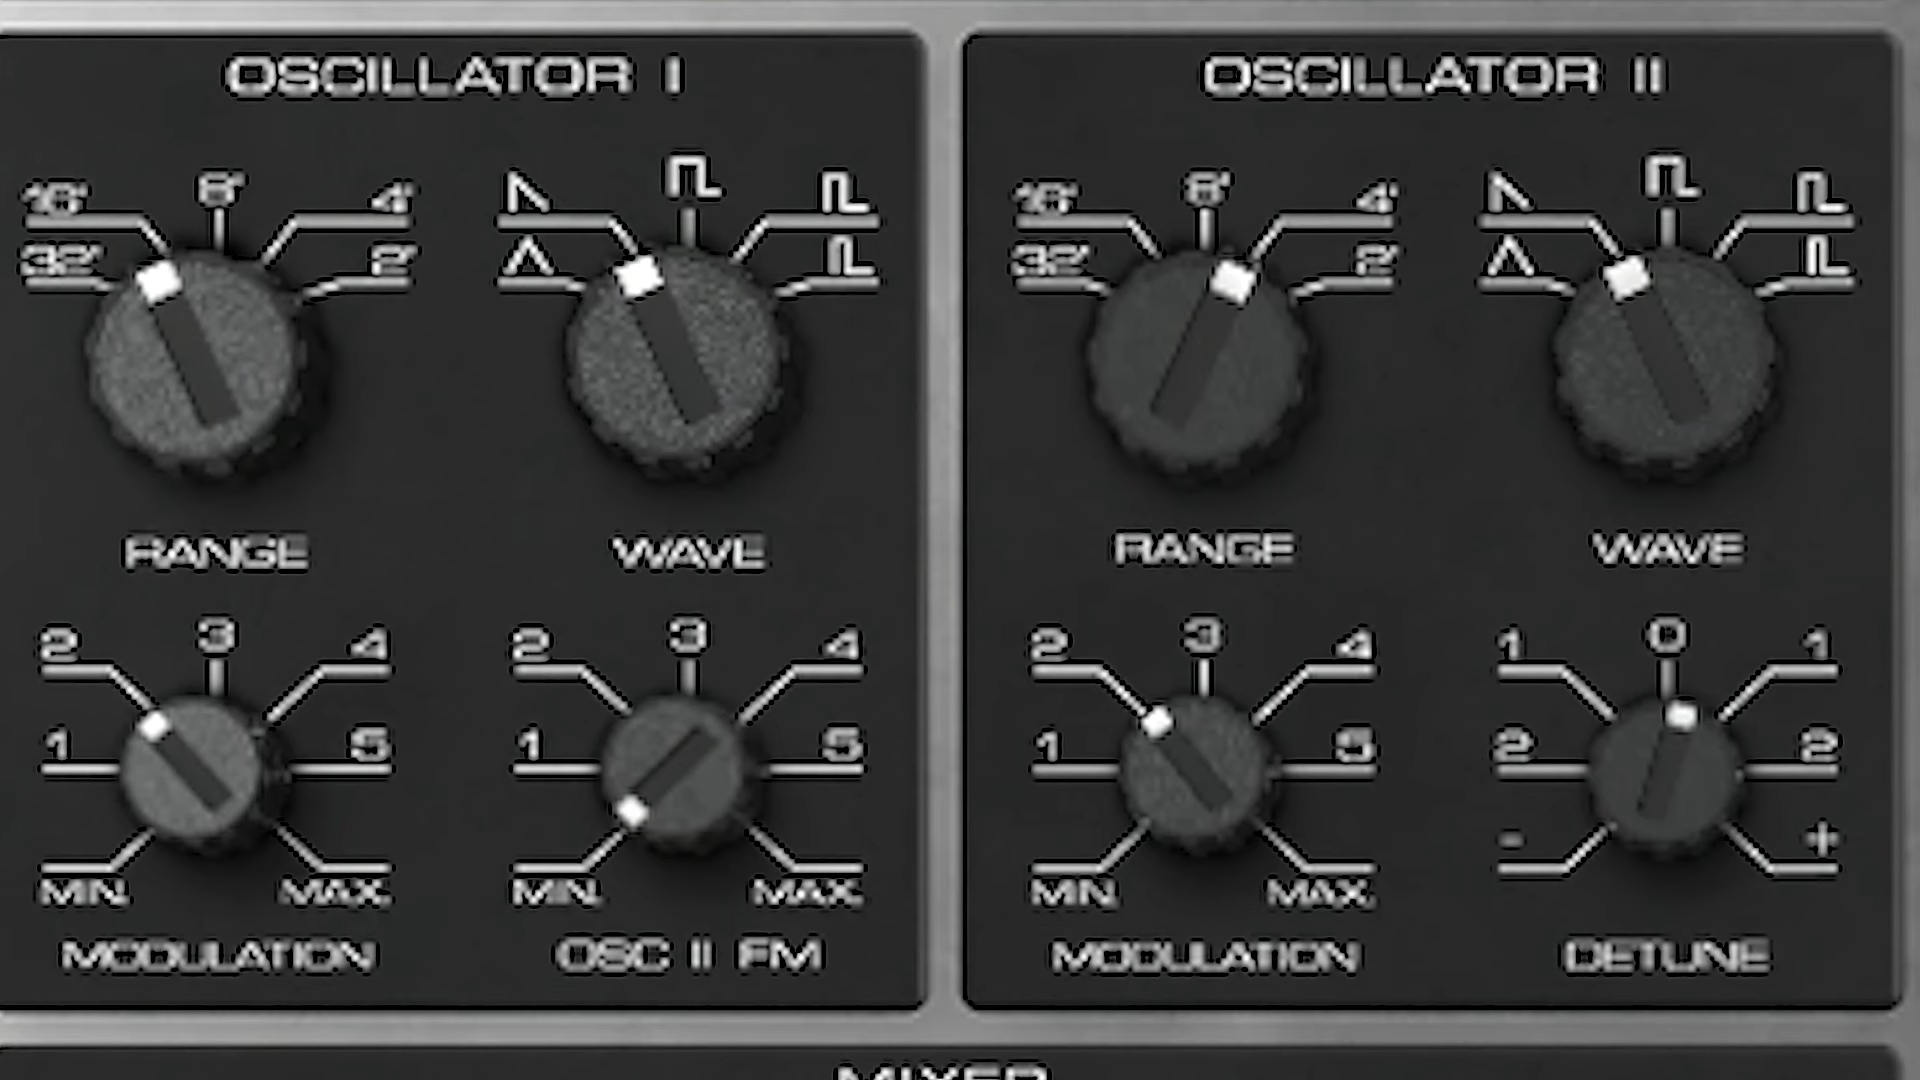 OSCILLATOR I
16' 8' 4'
32' 2'
RANGE
WAVE
2 3 4
1 5
MIN. MAX.
MODULATION
2 3 4
1 5
MIN. MAX.
OSC II FM
OSCILLATOR II
16' 8' 4'
32' 2'
RANGE
WAVE
2 3 4
1 5
MIN. MAX.
MODULATION
1 0 1
2 2
- +
DETUNE
MIXER